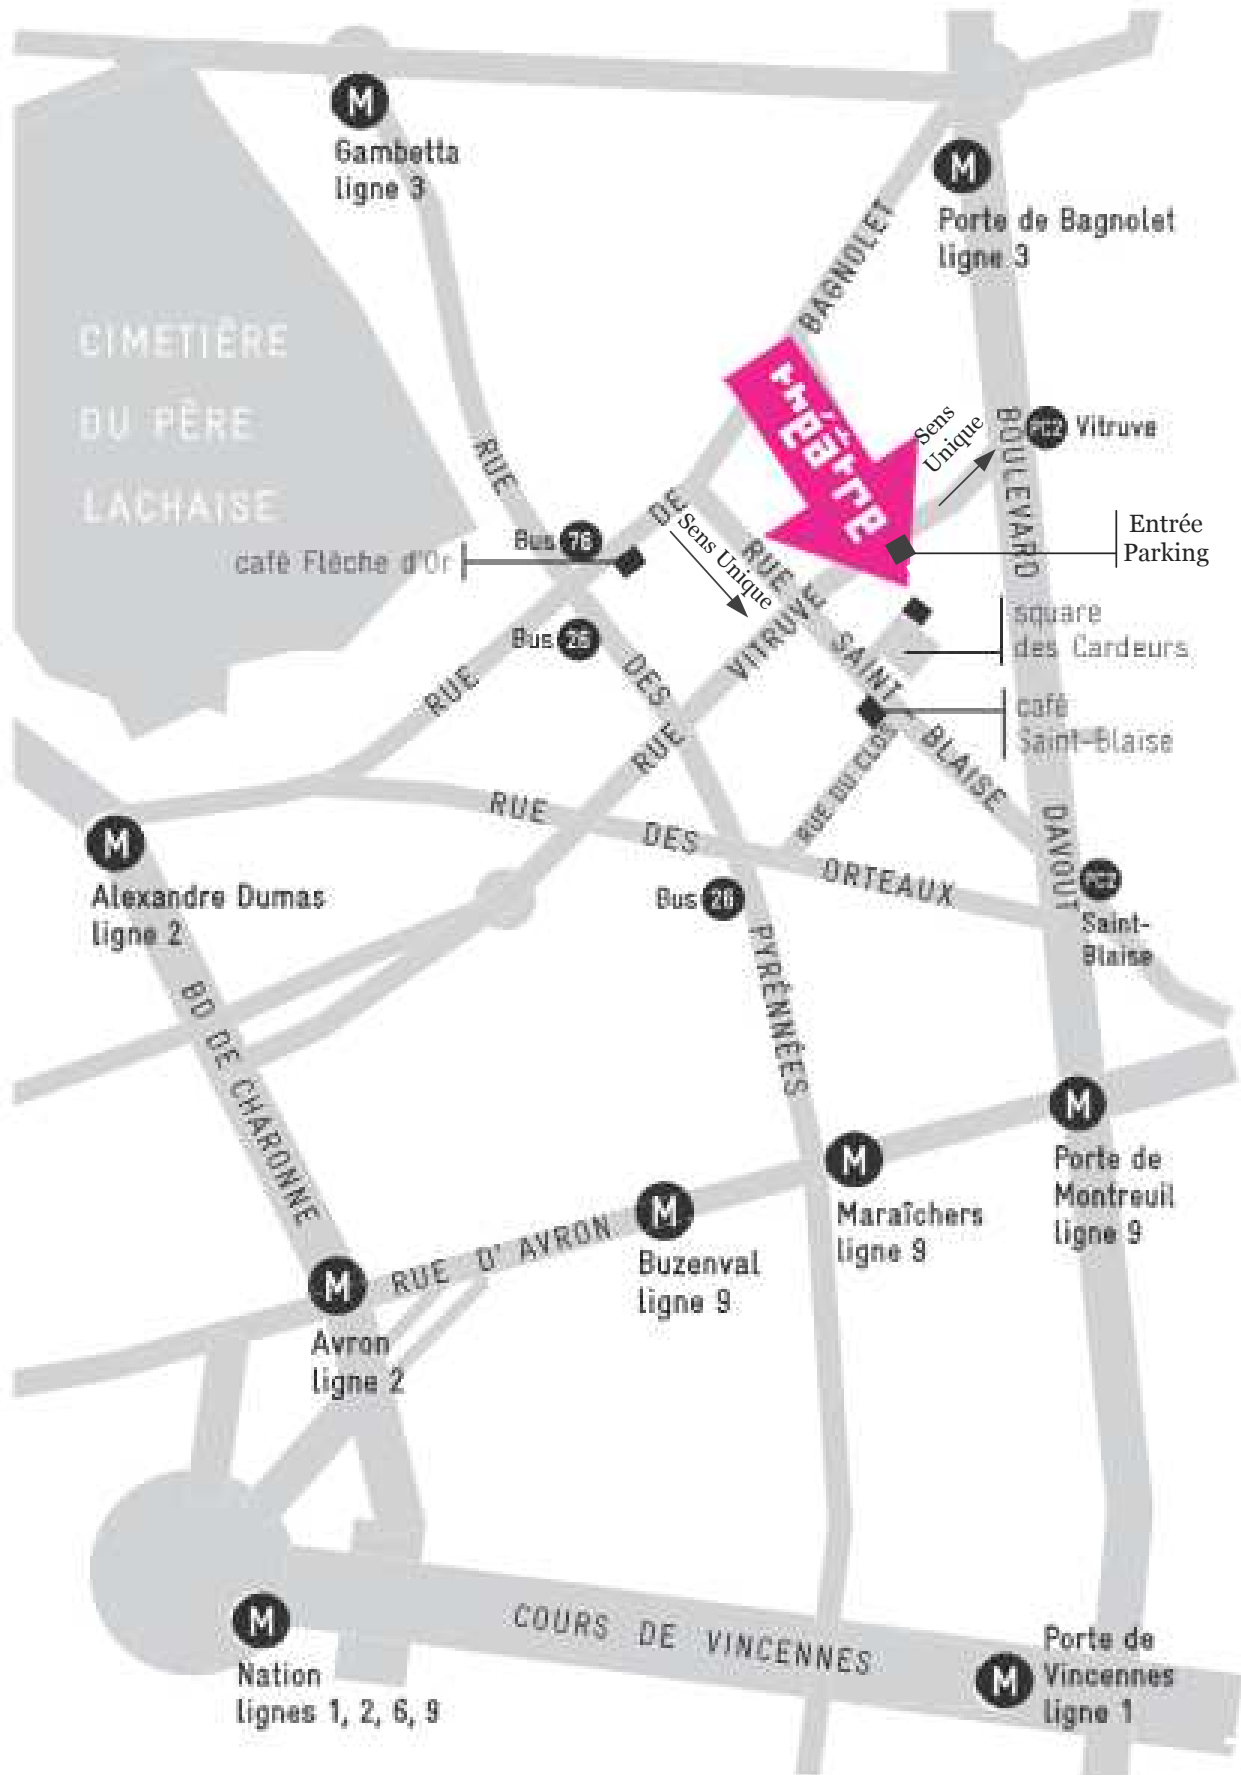 M
Gambetta
ligne 3
M
Porte de Bagnolet
ligne 3
BAGNOLET
CIMETIÈRE
DU PÈRE
LACHAISE
théâtre
Sens
Unique
BOULEVARD
PC2 Vitruve
RUE
DE
Sens Unique
Bus 76
café Flèche d'Or
Entrée
Parking
RUE
Bus 26
DES
RUE
VITRUVE
RUE
SAINT
BLAISE
square
des Cardeurs
café
Saint-Blaise
RUE DU CLOS
RUE
DES
ORTEAUX
DAVOUT
M
Alexandre Dumas
ligne 2
Bus 26
PC2
Saint-
Blaise
PYRÉNNÉES
BD DE CHARONNE
M
Porte de
Montreuil
ligne 9
M
Maraîchers
ligne 9
M
Buzenval
ligne 9
RUE D' AVRON
M
Avron
ligne 2
COURS DE VINCENNES
M
Nation
lignes 1, 2, 6, 9
M
Porte de
Vincennes
ligne 1